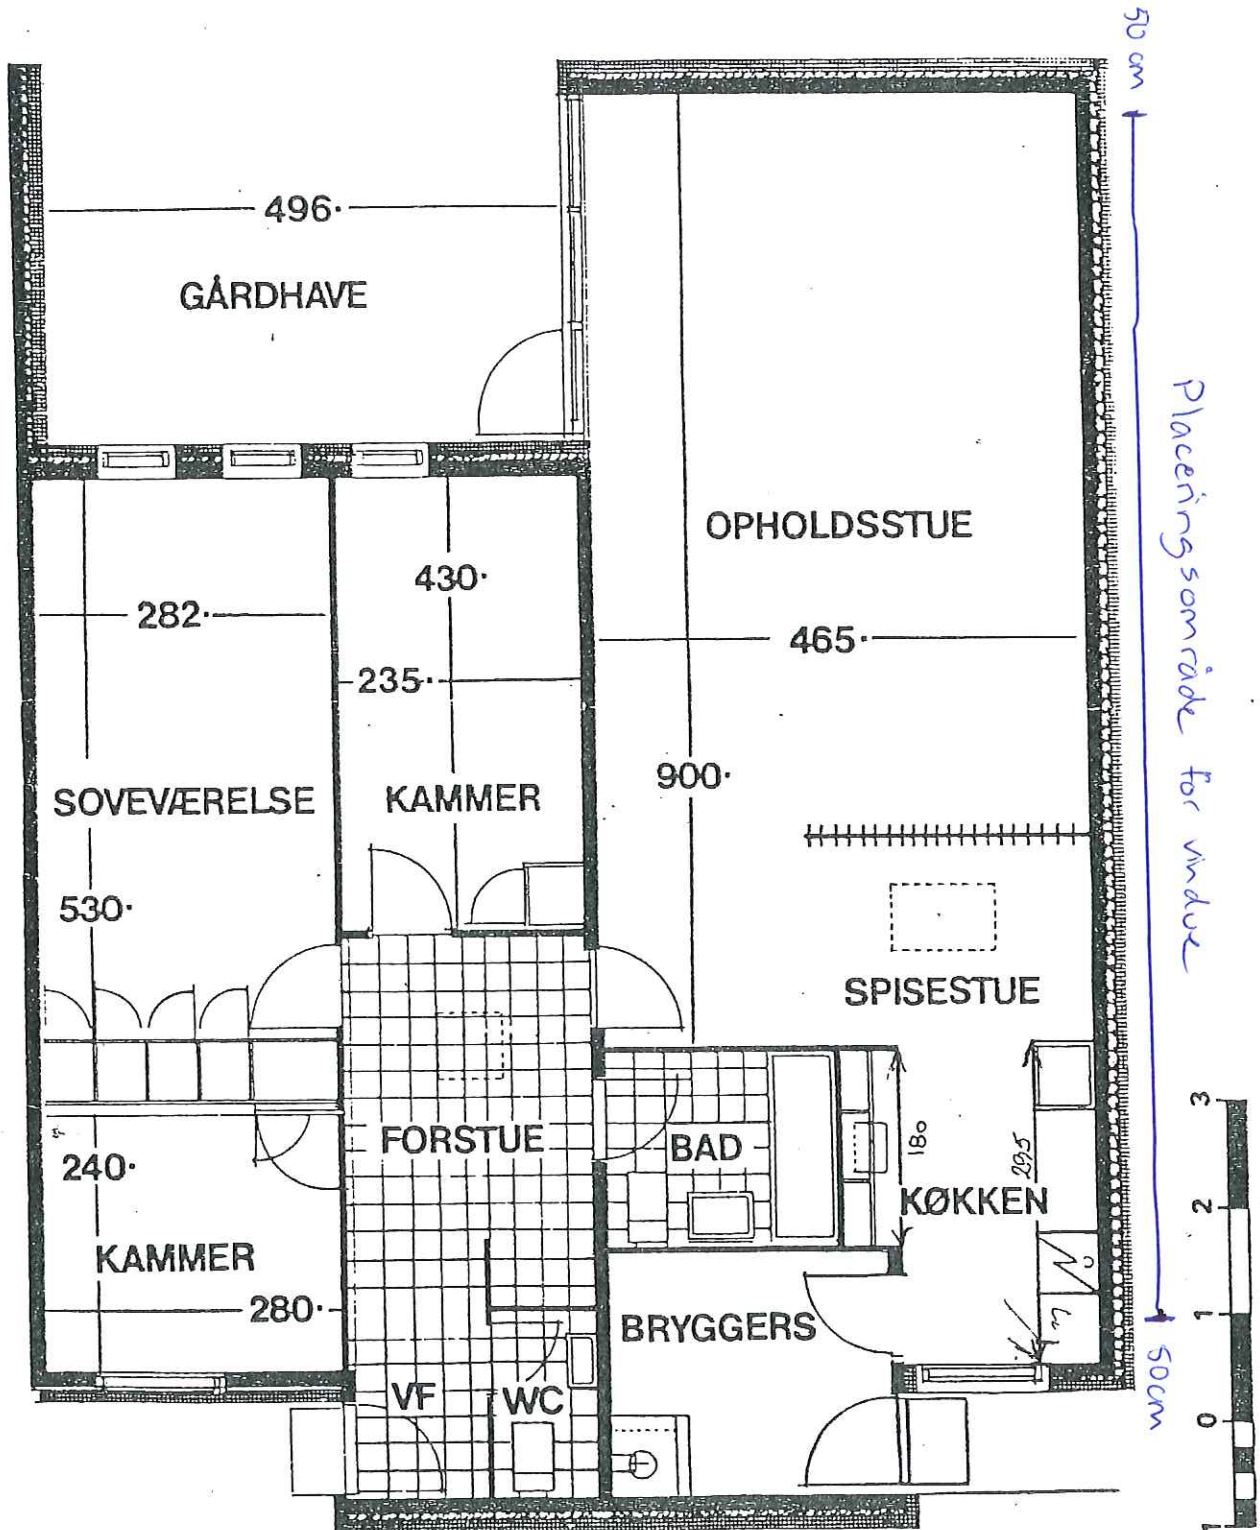 50 cm
496.
GÅRDHAVE
Placeringsområde for vindue
OPHOLDSSTUE
430.
282.
465.
235.
900.
SOVEVÆRELSE
KAMMER
530.
SPISESTUE
3
FORSTUE
BAD
180
295
240.
KØKKEN
2
KAMMER
280.
BRYGGERS
1
50cm
VF
WC
0
1